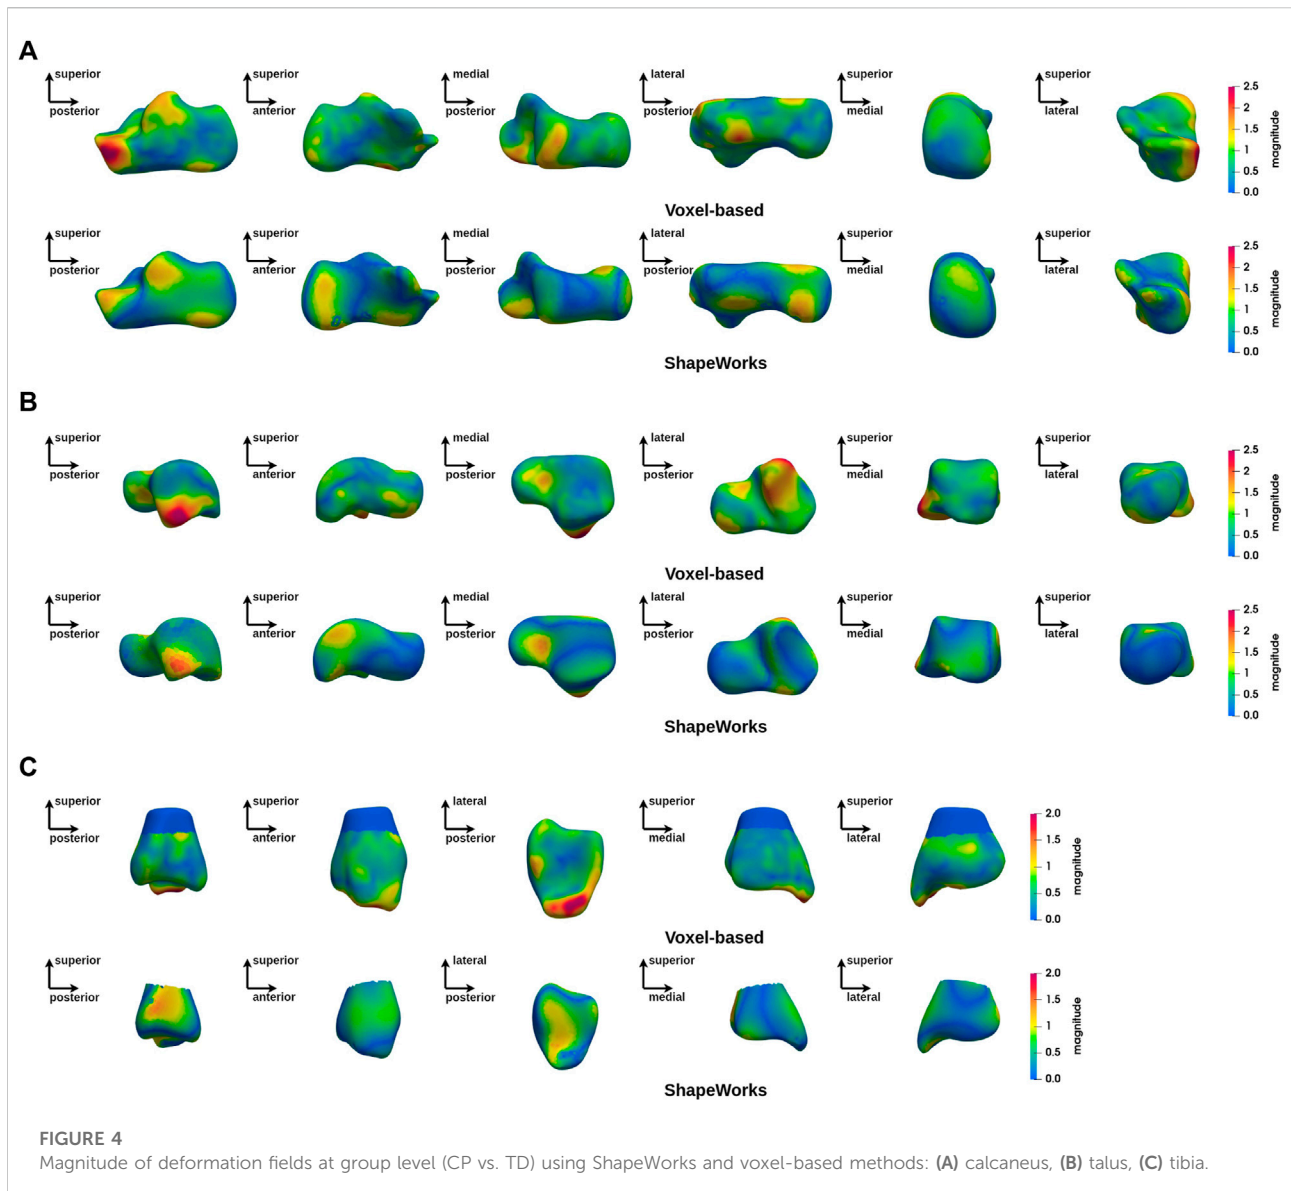 A
superior
posterior
superior
anterior
medial
posterior
lateral
posterior
superior
medial
superior
lateral
2.5
2
1.5
1
0.5
0.0
magnitude
Voxel-based
superior
posterior
superior
anterior
medial
posterior
lateral
posterior
superior
medial
superior
lateral
2.5
2
1.5
1
0.5
0.0
magnitude
ShapeWorks
B
superior
posterior
superior
anterior
medial
posterior
lateral
posterior
superior
medial
superior
lateral
2.5
2
1.5
1
0.5
0.0
magnitude
Voxel-based
superior
posterior
superior
anterior
medial
posterior
lateral
posterior
superior
medial
superior
lateral
2.5
2
1.5
1
0.5
0.0
magnitude
ShapeWorks
C
superior
posterior
superior
anterior
lateral
posterior
superior
medial
superior
lateral
2.0
1.5
1
0.5
0.0
magnitude
Voxel-based
superior
posterior
superior
anterior
lateral
posterior
superior
medial
superior
lateral
2.0
1.5
1
0.5
0.0
magnitude
ShapeWorks
FIGURE 4
Magnitude of deformation fields at group level (CP vs. TD) using ShapeWorks and voxel-based methods: (A) calcaneus, (B) talus, (C) tibia.